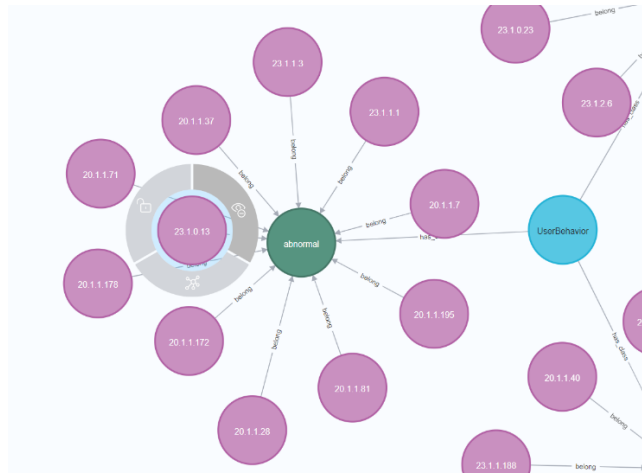 23.1.0.23
belong
23.1.1.3
23.1.2.6
20.1.1.37
23.1.1.1
has_class
20.1.1.71
belong
belong
belong
20.1.1.7
belong
23.1.0.13
abnormal
has_
UserBehavior
belong
20.1.1.178
belong
20.1.1.195
20.1.1.172
belong
belong
belong
has_class
20.1.1.81
20.1.1.40
20.1.1.28
belong
23.1.1.188